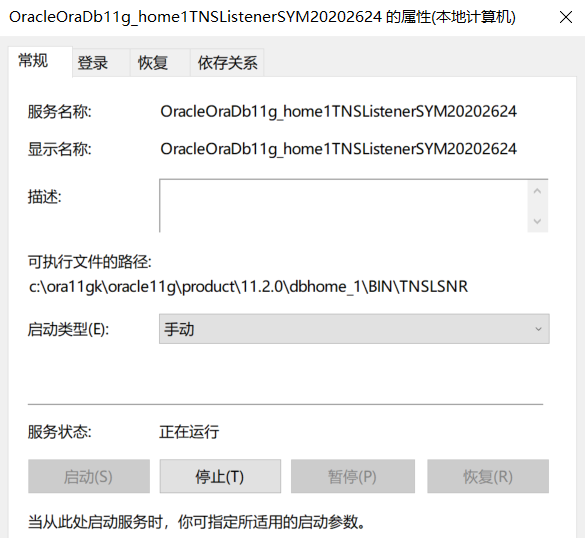 OracleOraDb11g_home1TNSListenerSYM20202624 的属性(本地计算机)
常规 登录 恢复 依存关系
服务名称: OracleOraDb11g_home1TNSListenerSYM20202624
显示名称: OracleOraDb11g_home1TNSListenerSYM20202624
描述:
可执行文件的路径:
c:\ora11gk\oracle11g\product\11.2.0\dbhome_1\BIN\TNSLSNR
启动类型(E): 手动
服务状态: 正在运行
启动(S) 停止(T) 暂停(P) 恢复(R)
当从此处启动服务时，你可指定所适用的启动参数。